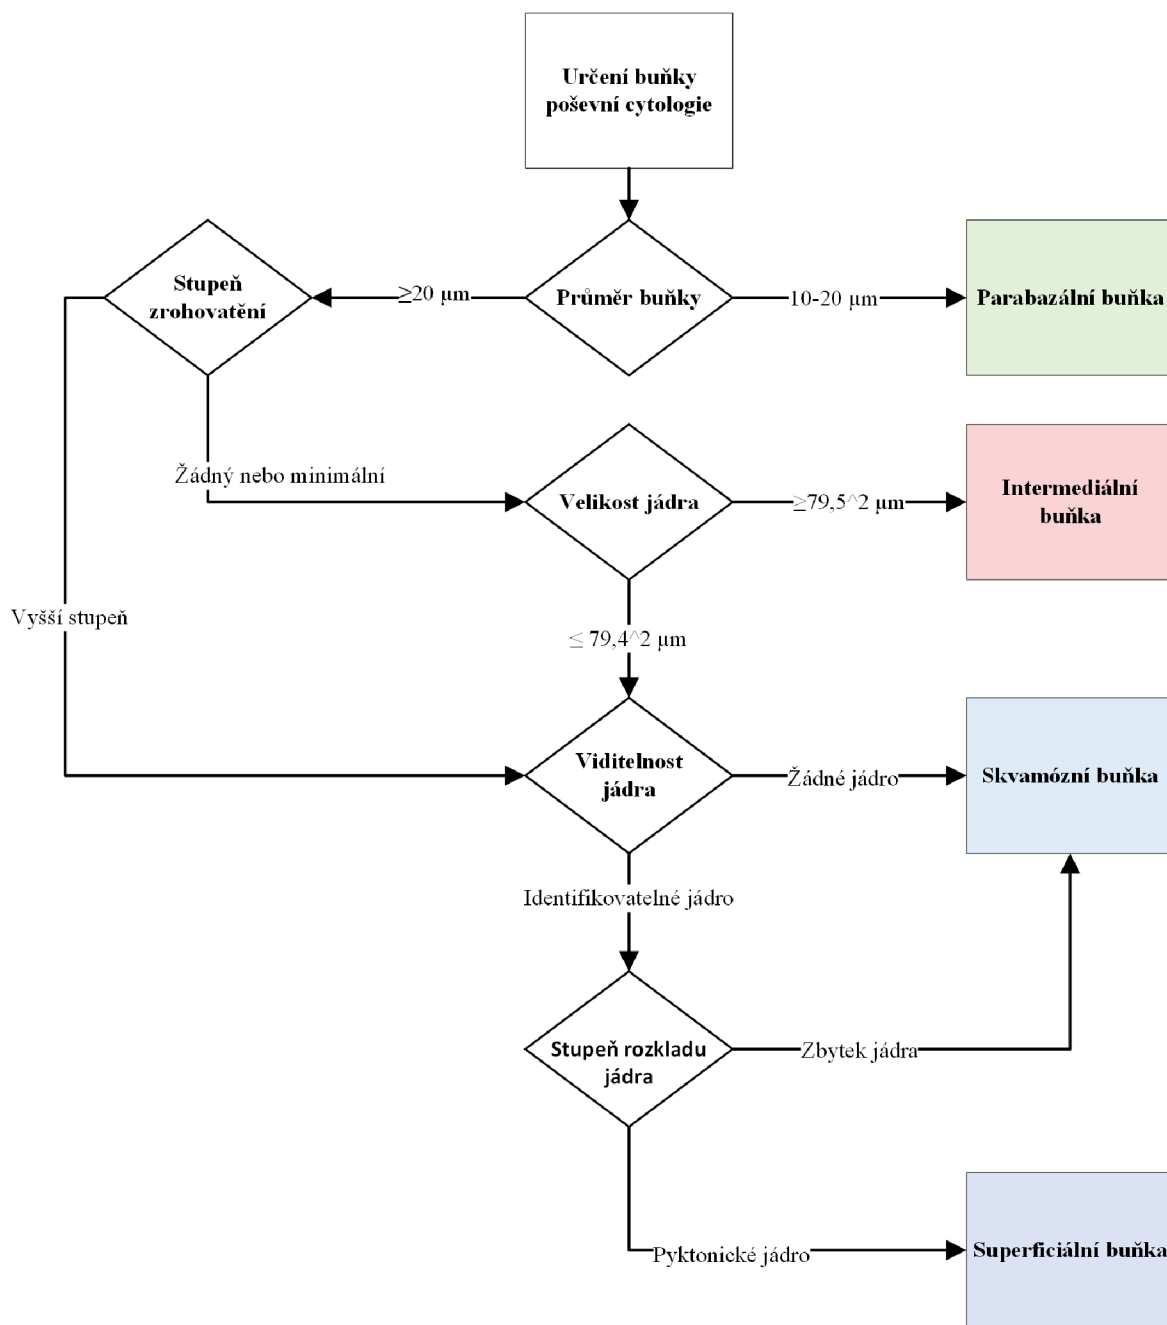 Určení buňky
poševní cytologie
Stupeň
zrohovatění
≥20 μm
Průměr buňky
10-20 μm
Parabazální buňka
Žádný nebo minimální
Velikost jádra
≥79,5^2 μm
Intermediální
buňka
Vyšší stupeň
≤ 79,4^2 μm
Viditelnost
jádra
Žádné jádro
Skvamózní buňka
Identifikovatelné jádro
Stupeň rozkladu
jádra
Zbytek jádra
Pyktonické jádro
Superficiální buňka